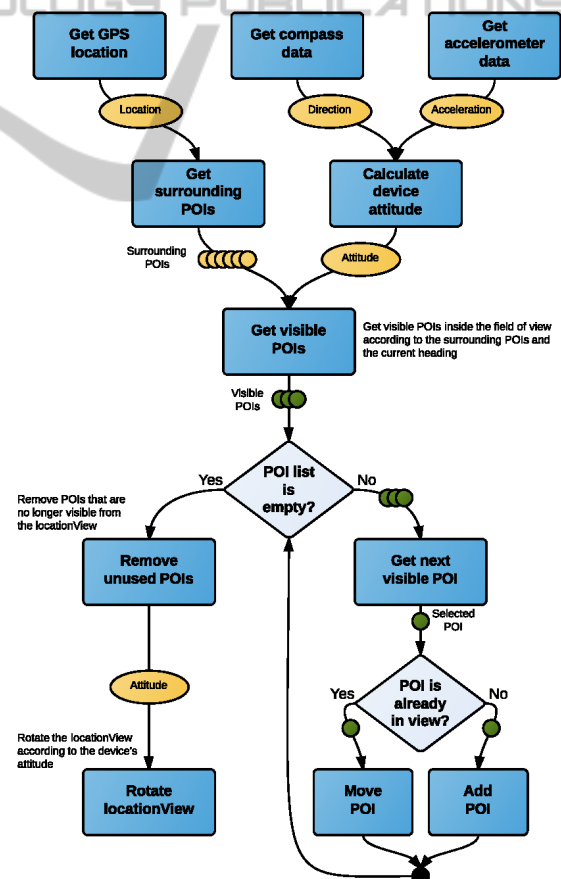 OLOGY PUBLICATIONS
Get GPS
location
Get compass
data
Get
accelerometer
data
Location
Direction
Acceleration
Get
surrounding
POIs
Calculate
device
attitude
Surrounding
POIs
Attitude
Get visible
POIs
Get visible POIs inside the field of view
according to the surrounding POIs and
the current heading
Visible
POIs
POI list
is
empty?
Yes
No
Remove POIs that are
no longer visible from
the locationView
Remove
unused POIs
Get next
visible POI
Selected
POI
Attitude
POI is
already
in view?
Yes
No
Rotate the locationView
according to the device's
attitude
Rotate
locationView
Move
POI
Add
POI